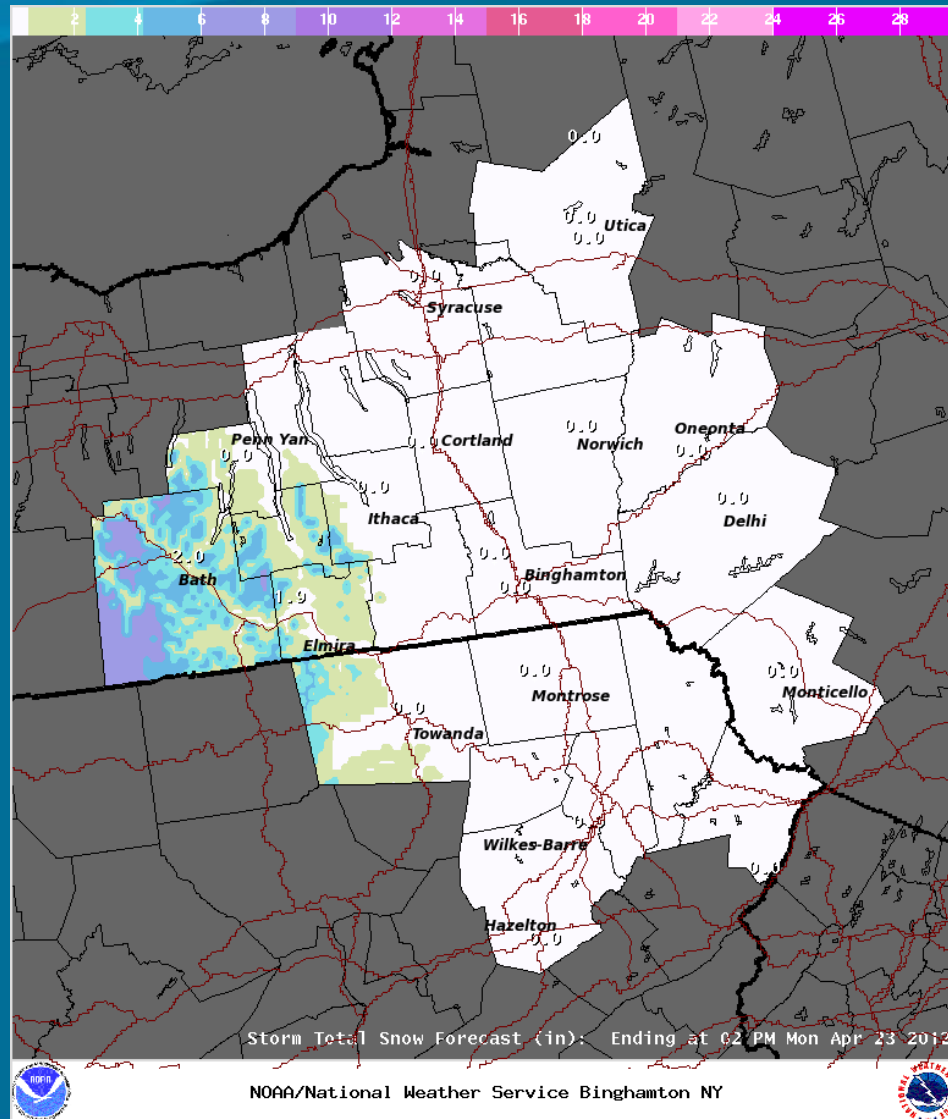 2 4 6 8 10 12 14 16 18 20 22 24 26 28
0.0
0.0
Utica
0.0
0.0
Syracuse
0.0
Oneonta
Penn Yan
0.0
Cortland
Norwich
0.0
0.0
0.0
0.0
Ithaca
Delhi
2.0
0.0
Bath
Binghamton
0.0
1.9
Elmira
0.0
0.0
Montrose
Monticello
0.0
Towanda
Wilkes-Barre
Hazelton
0.0
Storm Total Snow Forecast (in): Ending at 02 PM Mon Apr 23
NOAA/National Weather Service Binghamton NY
NOAA